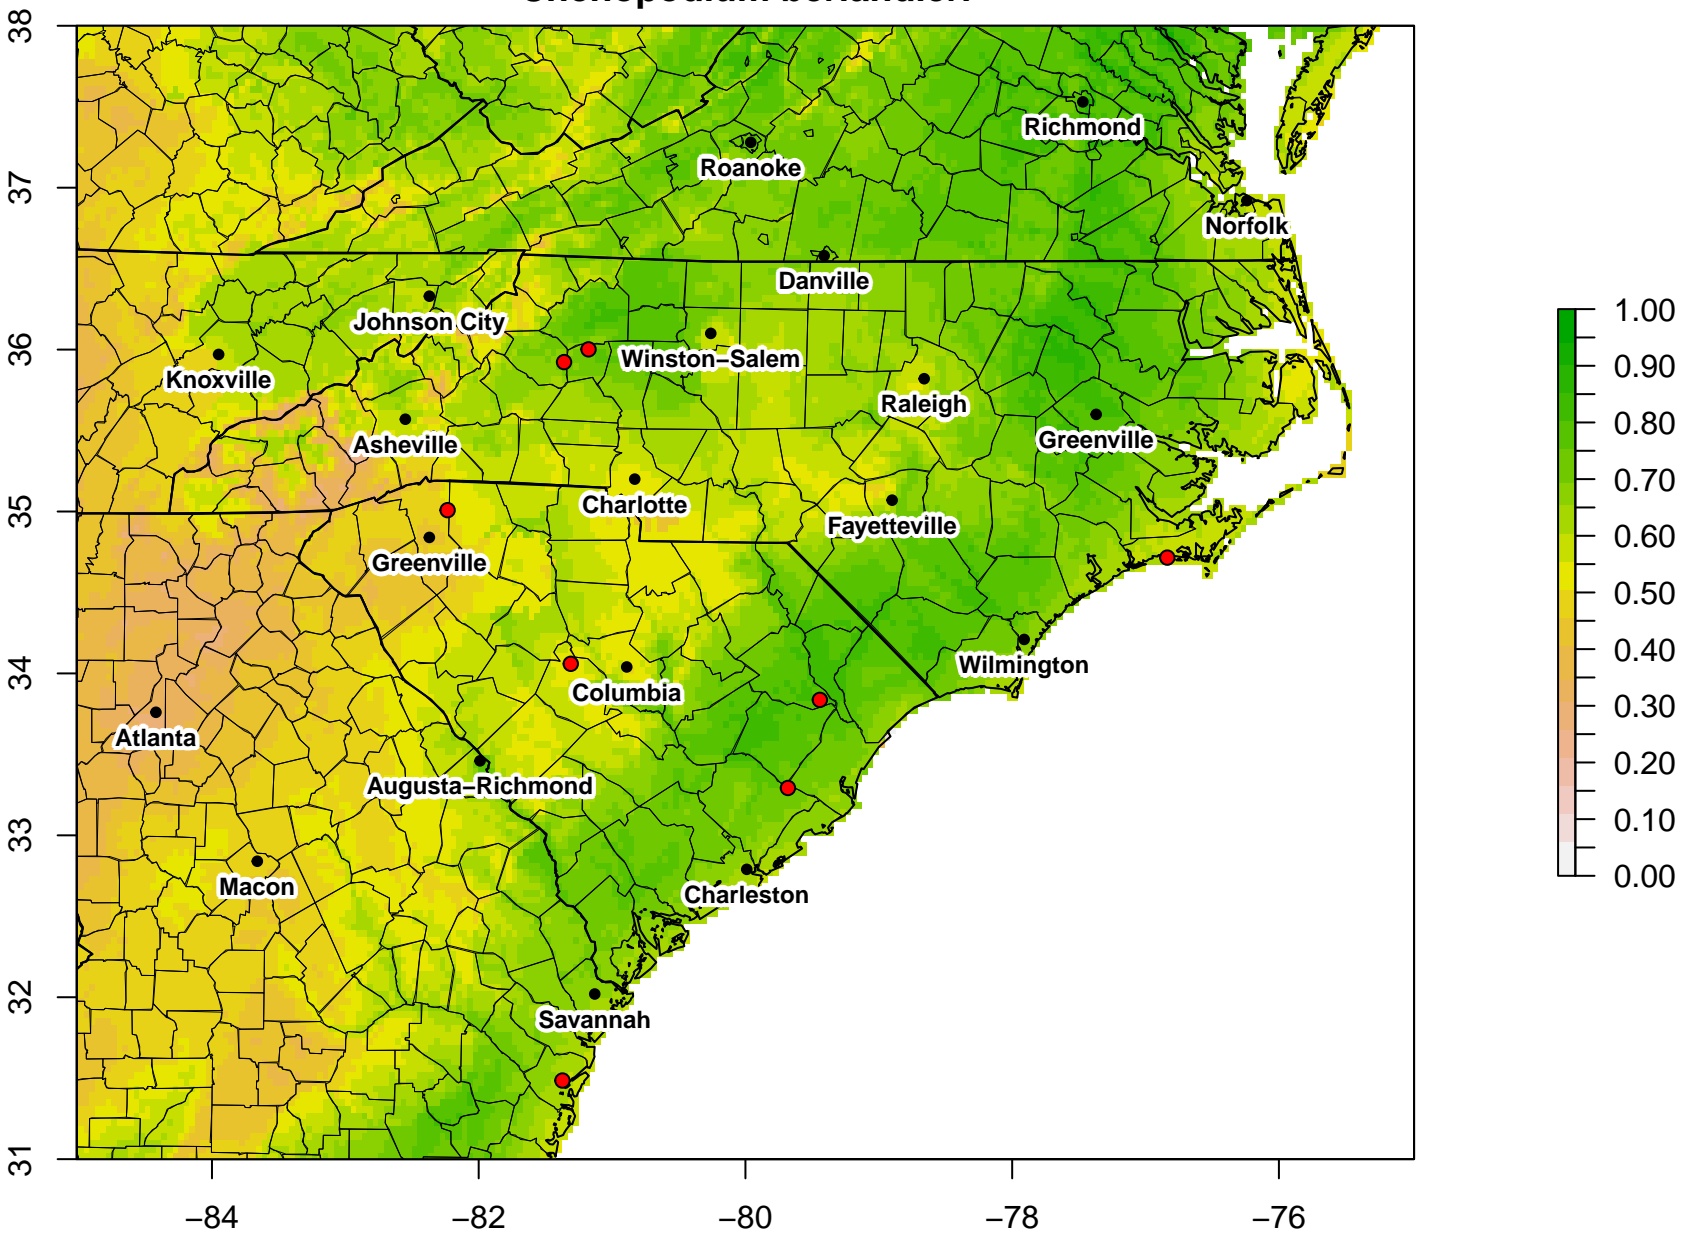 38
37
36
35
34
33
32
31
Richmond
Roanoke
Norfolk
Danville
Johnson City
Winston–Salem
Knoxville
Raleigh
Asheville
Greenville
Charlotte
Fayetteville
Greenville
Wilmington
Columbia
Atlanta
Augusta–Richmond
Macon
Charleston
Savannah
−84
−82
−80
−78
−76
1.00
0.90
0.80
0.70
0.60
0.50
0.40
0.30
0.20
0.10
0.00